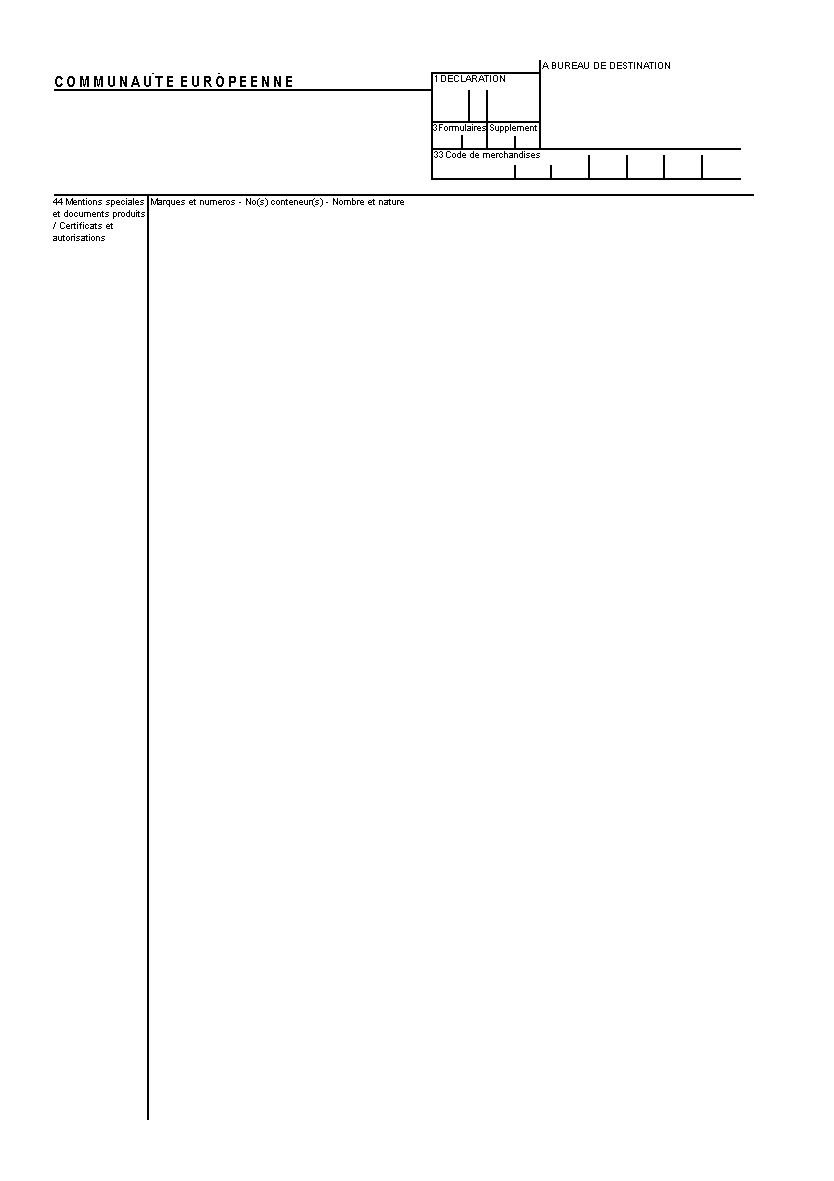 COMMUNAUTE EUROPEENNE
A BUREAU DE DESTINATION
1 DECLARATION
3 Formulaires Supplement
33 Code de merchandises
44 Mentions speciales
et documents produits
/ Certificats et
autorisations
Marques et numeros - No(s) conteneur(s) - Nombre et nature